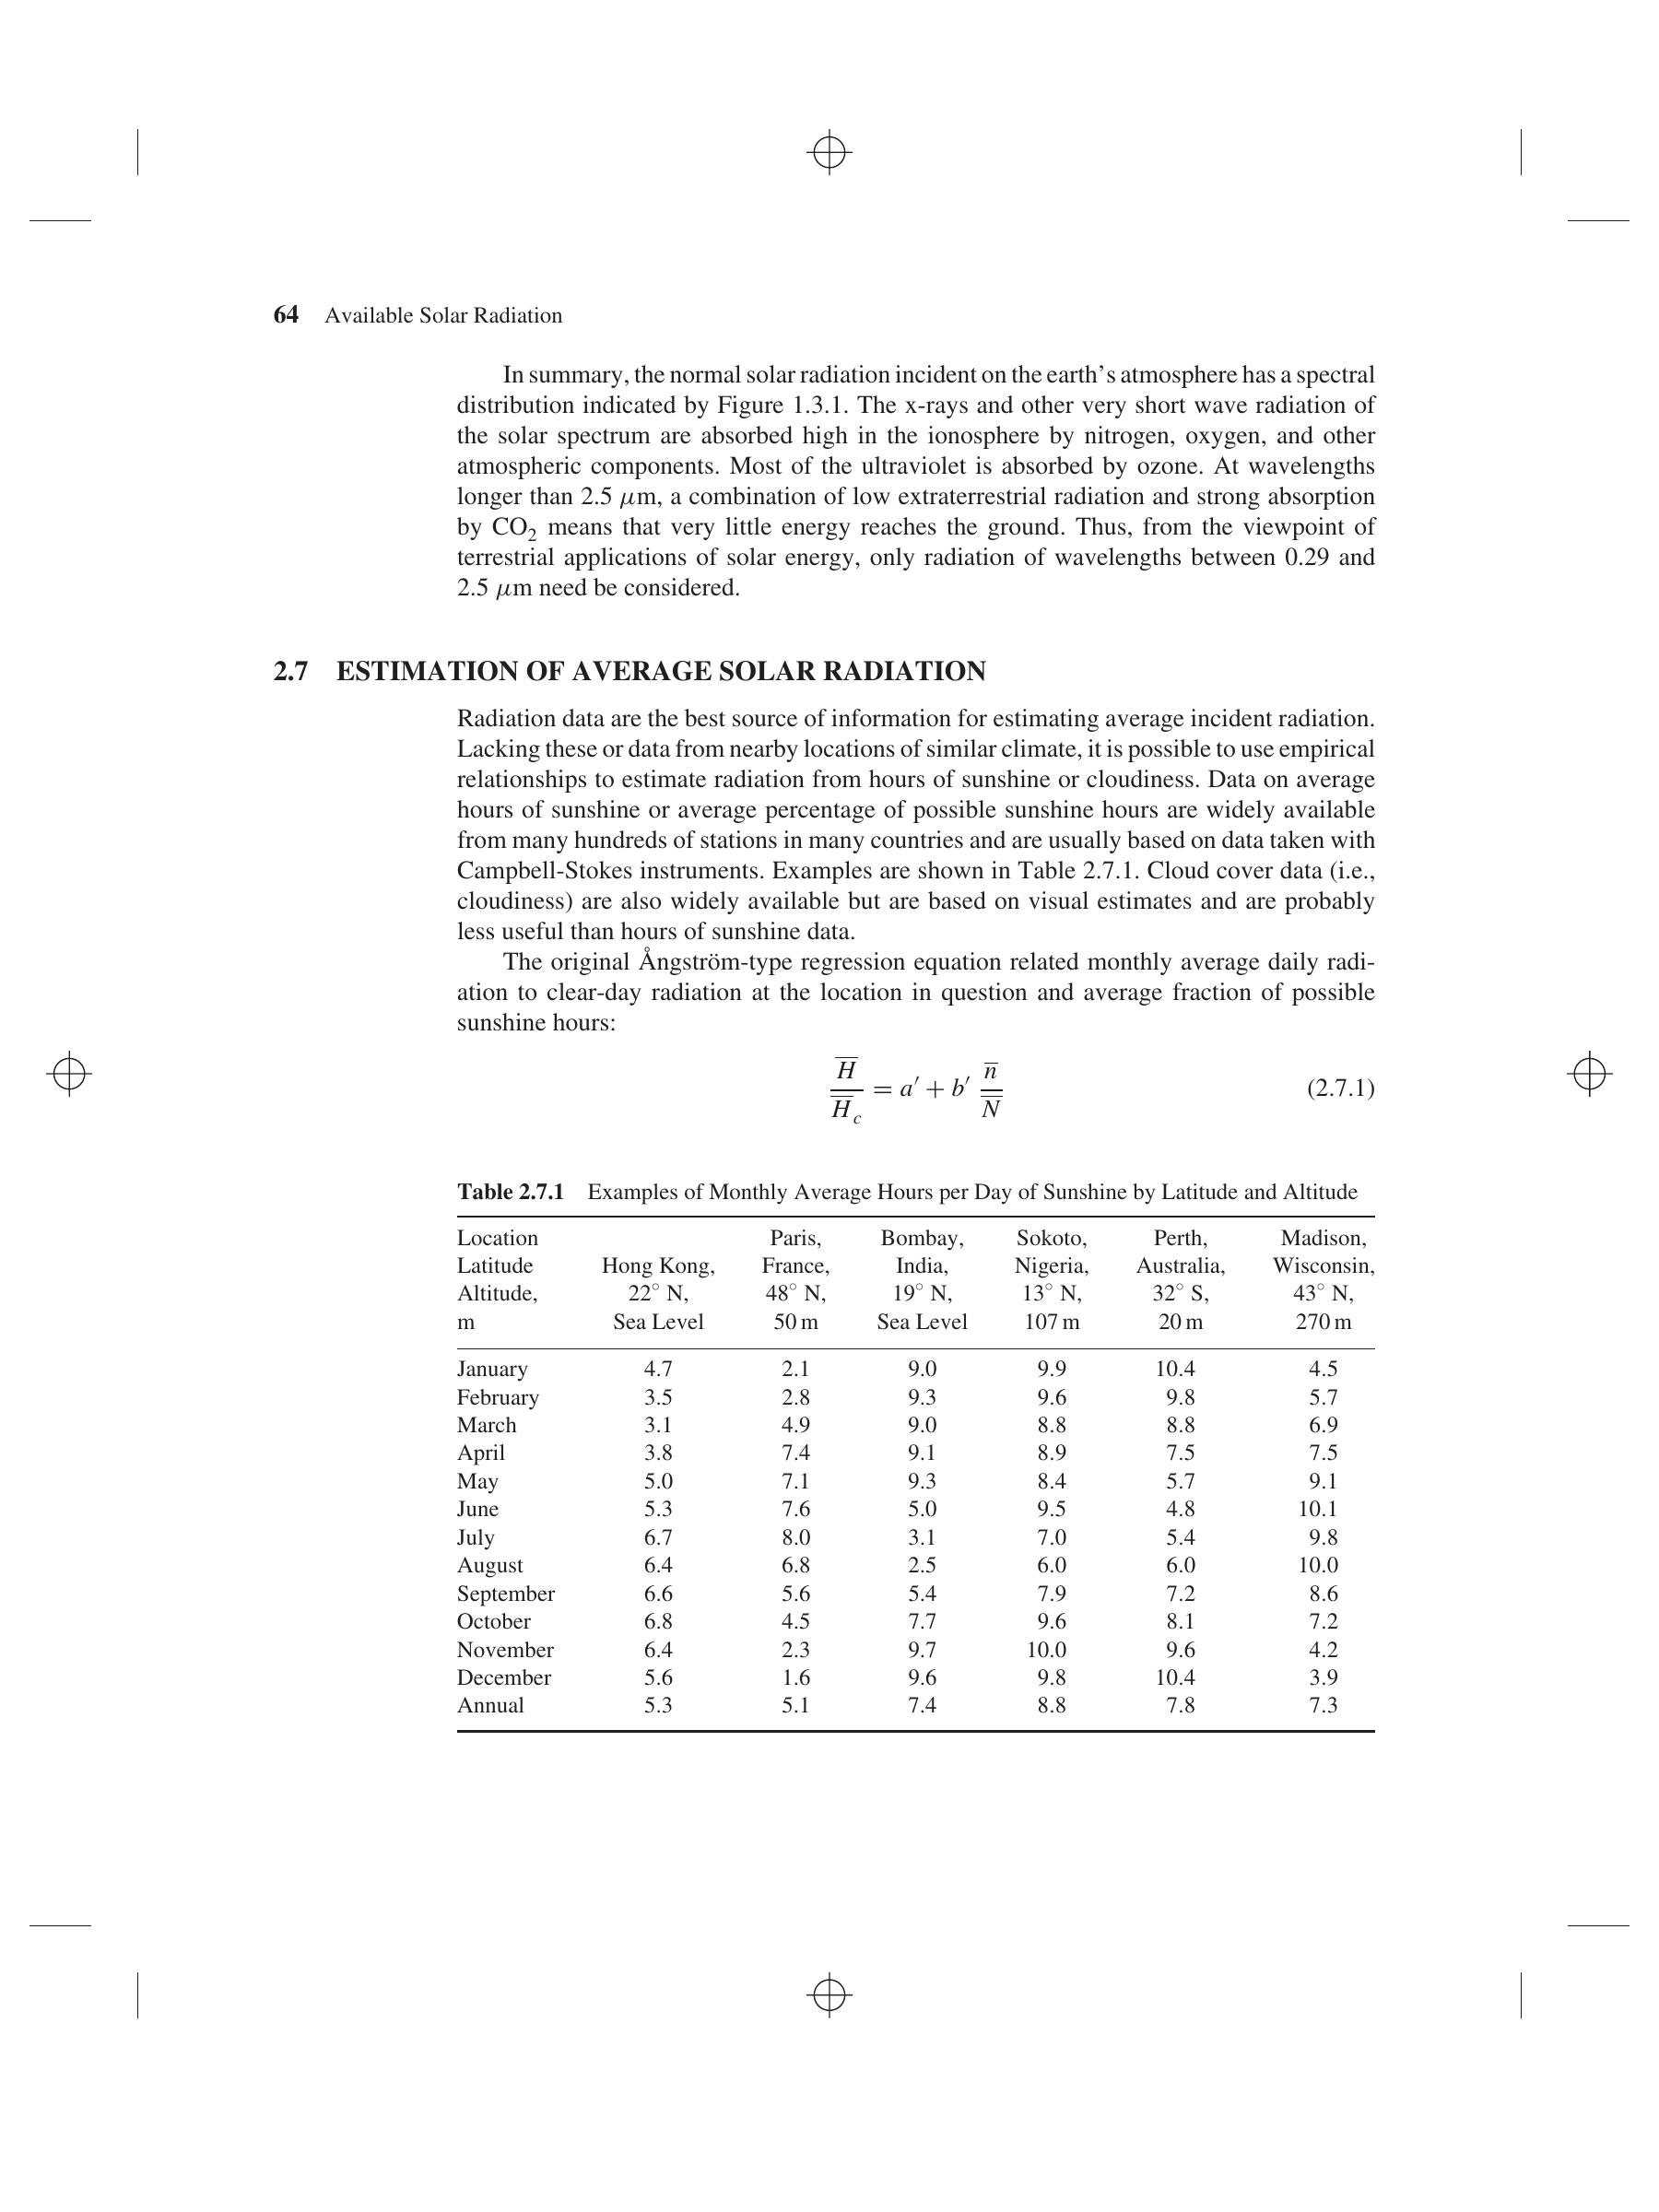 64 Available Solar Radiation
In summary, the normal solar radiation incident on the earth's atmosphere has a spectral
distribution indicated by Figure 1.3.1. The x-rays and other very short wave radiation of
the solar spectrum are absorbed high in the ionosphere by nitrogen, oxygen, and other
atmospheric components. Most of the ultraviolet is absorbed by ozone. At wavelengths
longer than 2.5 μm, a combination of low extraterrestrial radiation and strong absorption
by CO₂ means that very little energy reaches the ground. Thus, from the viewpoint of
terrestrial applications of solar energy, only radiation of wavelengths between 0.29 and
2.5 μm need be considered.
2.7 ESTIMATION OF AVERAGE SOLAR RADIATION
Radiation data are the best source of information for estimating average incident radiation.
Lacking these or data from nearby locations of similar climate, it is possible to use empirical
relationships to estimate radiation from hours of sunshine or cloudiness. Data on average
hours of sunshine or average percentage of possible sunshine hours are widely available
from many hundreds of stations in many countries and are usually based on data taken with
Campbell-Stokes instruments. Examples are shown in Table 2.7.1. Cloud cover data (i.e.,
cloudiness) are also widely available but are based on visual estimates and are probably
less useful than hours of sunshine data.
The original Ångström-type regression equation related monthly average daily radi-
ation to clear-day radiation at the location in question and average fraction of possible
sunshine hours:
H̅/H̅c = a′ + b′ n̅/N̅ (2.7.1)
Table 2.7.1 Examples of Monthly Average Hours per Day of Sunshine by Latitude and Altitude
Location Paris, Bombay, Sokoto, Perth, Madison,
Latitude Hong Kong, France, India, Nigeria, Australia, Wisconsin,
Altitude, 22° N, 48° N, 19° N, 13° N, 32° S, 43° N,
m Sea Level 50 m Sea Level 107 m 20 m 270 m
January 4.7 2.1 9.0 9.9 10.4 4.5
February 3.5 2.8 9.3 9.6 9.8 5.7
March 3.1 4.9 9.0 8.8 8.8 6.9
April 3.8 7.4 9.1 8.9 7.5 7.5
May 5.0 7.1 9.3 8.4 5.7 9.1
June 5.3 7.6 5.0 9.5 4.8 10.1
July 6.7 8.0 3.1 7.0 5.4 9.8
August 6.4 6.8 2.5 6.0 6.0 10.0
September 6.6 5.6 5.4 7.9 7.2 8.6
October 6.8 4.5 7.7 9.6 8.1 7.2
November 6.4 2.3 9.7 10.0 9.6 4.2
December 5.6 1.6 9.6 9.8 10.4 3.9
Annual 5.3 5.1 7.4 8.8 7.8 7.3